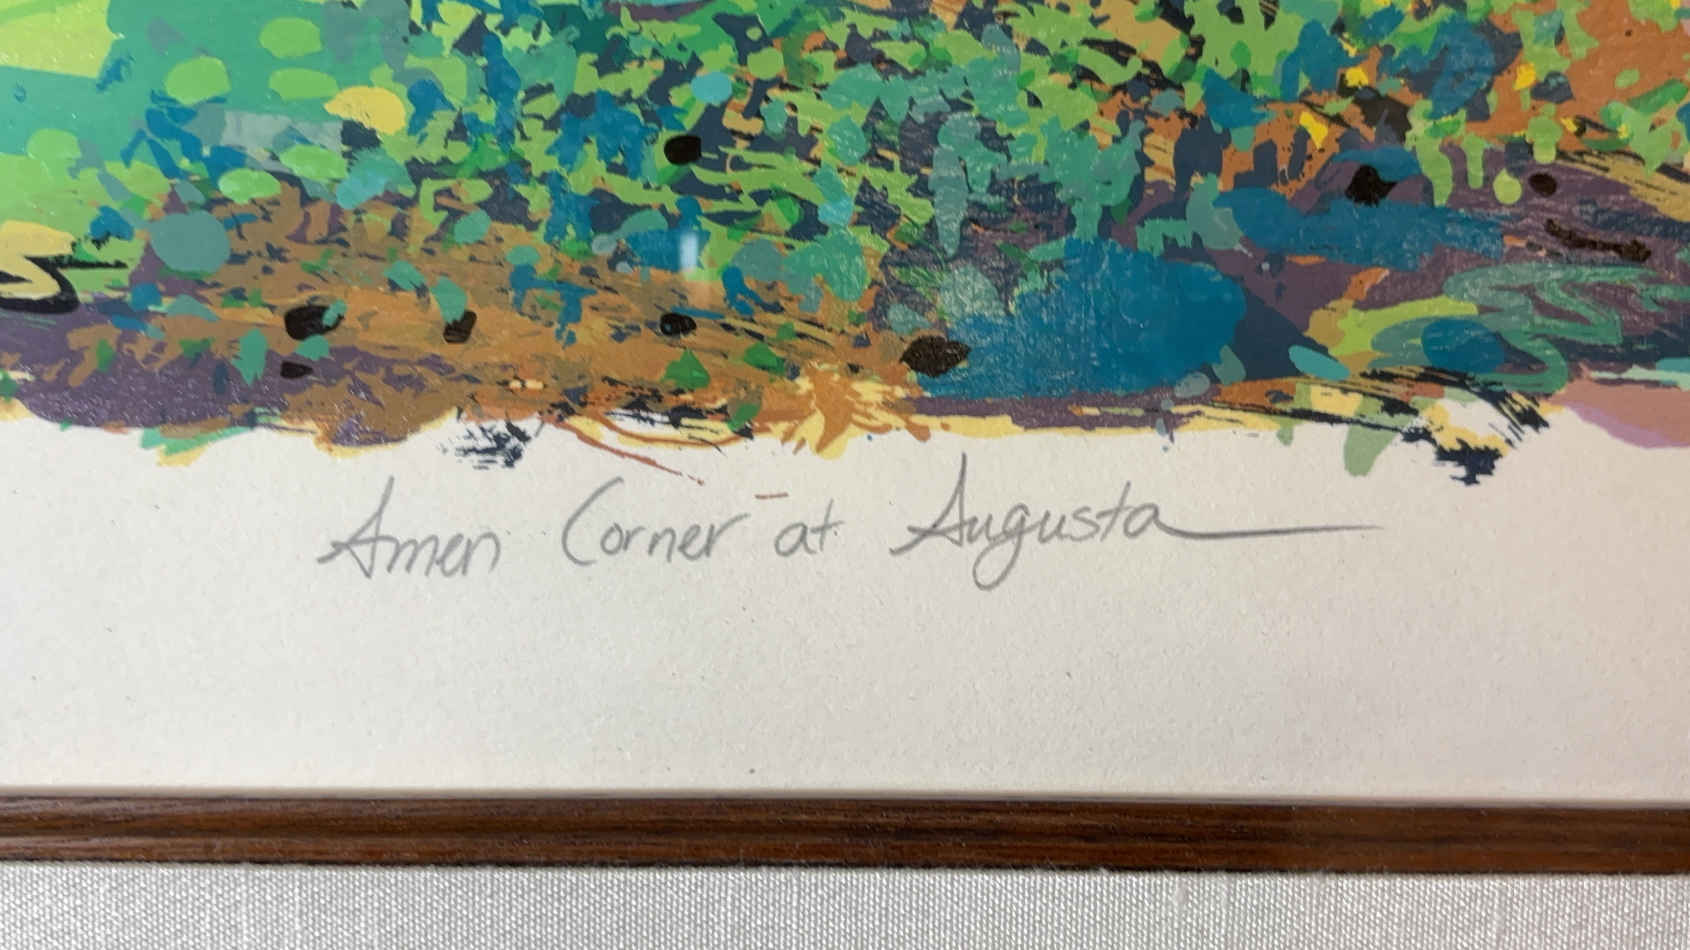 Amen Corner at Augusta